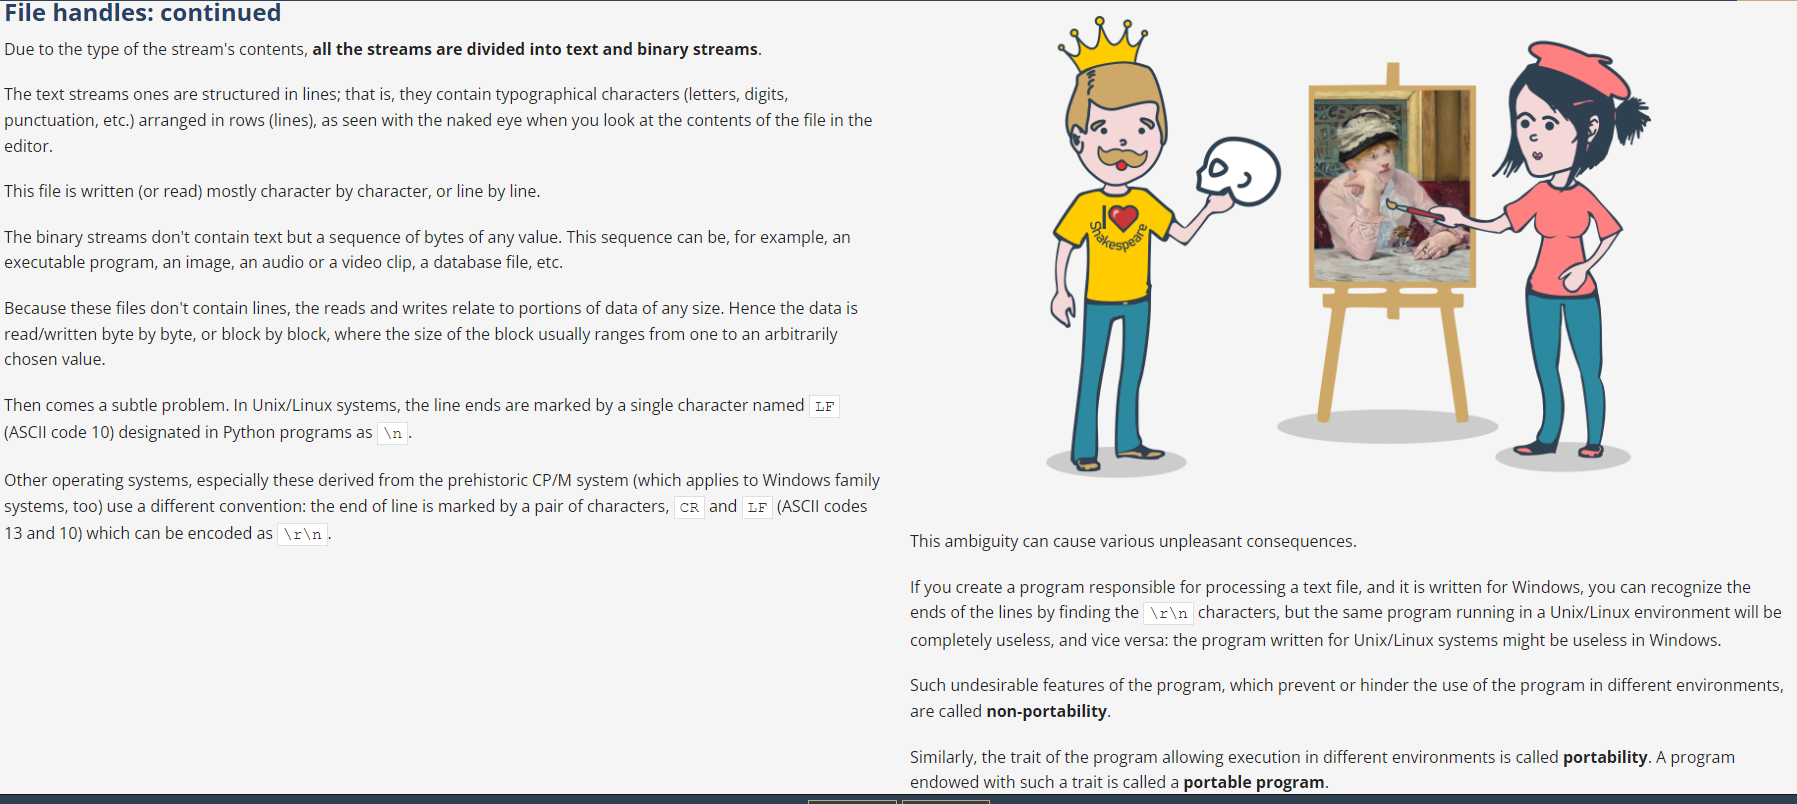 File handles: continued
Due to the type of the stream's contents, all the streams are divided into text and binary streams.
The text streams ones are structured in lines; that is, they contain typographical characters (letters, digits,
punctuation, etc.) arranged in rows (lines), as seen with the naked eye when you look at the contents of the file in the
editor.
This file is written (or read) mostly character by character, or line by line.
The binary streams don't contain text but a sequence of bytes of any value. This sequence can be, for example, an
executable program, an image, an audio or a video clip, a database file, etc.
Because these files don't contain lines, the reads and writes relate to portions of data of any size. Hence the data is
read/written byte by byte, or block by block, where the size of the block usually ranges from one to an arbitrarily
chosen value.
Then comes a subtle problem. In Unix/Linux systems, the line ends are marked by a single character named LF
(ASCII code 10) designated in Python programs as \n.
Other operating systems, especially these derived from the prehistoric CP/M system (which applies to Windows family
systems, too) use a different convention: the end of line is marked by a pair of characters, CR and LF (ASCII codes
13 and 10) which can be encoded as \r\n.
I
Shakespeare
This ambiguity can cause various unpleasant consequences.
If you create a program responsible for processing a text file, and it is written for Windows, you can recognize the
ends of the lines by finding the \r\n characters, but the same program running in a Unix/Linux environment will be
completely useless, and vice versa: the program written for Unix/Linux systems might be useless in Windows.
Such undesirable features of the program, which prevent or hinder the use of the program in different environments,
are called non-portability.
Similarly, the trait of the program allowing execution in different environments is called portability. A program
endowed with such a trait is called a portable program.